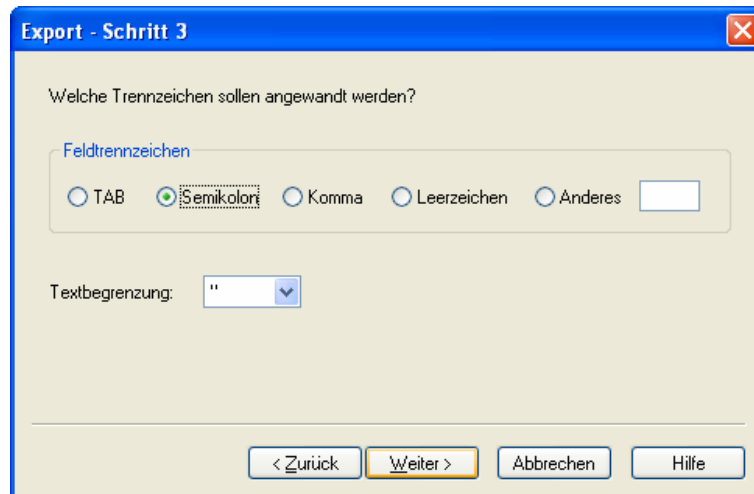 Export - Schritt 3
Welche Trennzeichen sollen angewandt werden?
Feldtrennzeichen
TAB Semikolon Komma Leerzeichen Anderes
Textbegrenzung: "
< Zurück Weiter > Abbrechen Hilfe